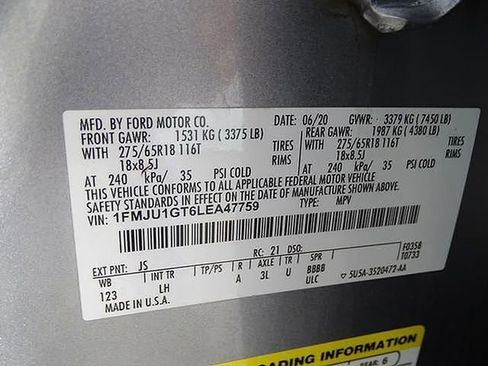 MFD. BY FORD MOTOR CO. DATE: 06/20 GVWR: 3379 KG (7450 LB)
FRONT GAWR: 1531 KG (3375 LB) REAR GAWR: 1987 KG (4380 LB)
WITH 275/65R18 116T TIRES WITH 275/65R18 116T TIRES
18x8.5J RIMS 18x8.5J RIMS
AT 240 kPa/ 35 PSI COLD AT 240 kPa/ 35 PSI COLD
THIS VEHICLE CONFORMS TO ALL APPLICABLE FEDERAL MOTOR VEHICLE
SAFETY STANDARDS IN EFFECT ON THE DATE OF MANUFACTURE SHOWN ABOVE.
VIN: 1FMJU1GT6LEA47759 TYPE: MPV
F0358
T0733
EXT PNT: JS RC: 21 DSO:
WB INT TR TP/PS R AXLE TR SPR
123 LH A 3L U BBBB
ULC
MADE IN U.S.A. 5U5A-3520472-AA
LOADING INFORMATION
REAR: 6